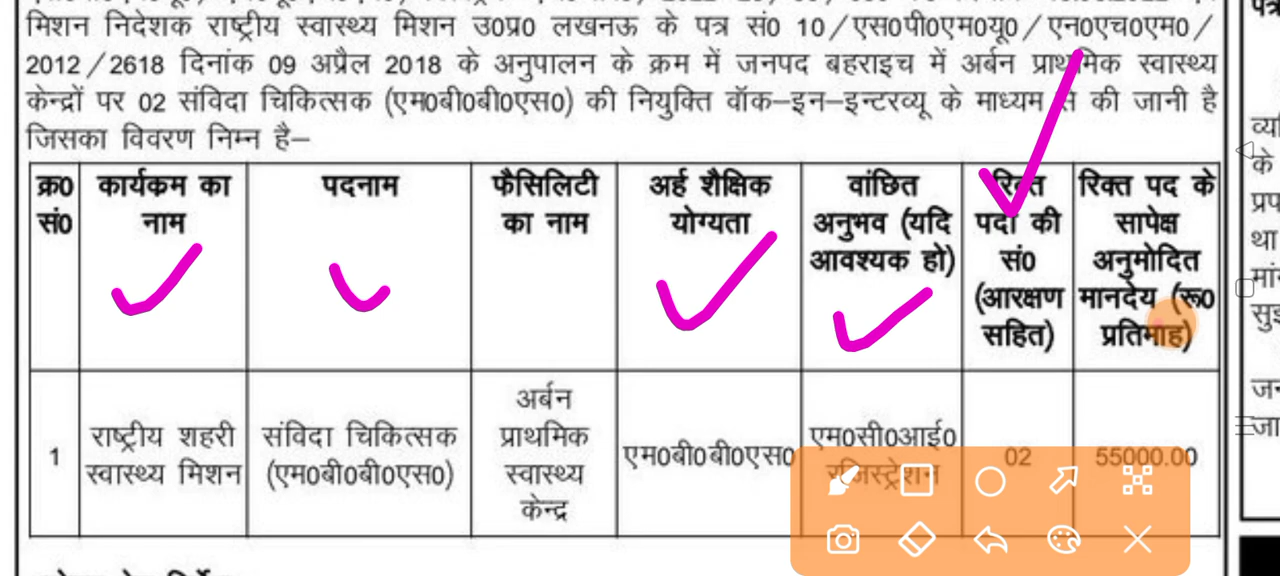 मिशन निदेशक राष्ट्रीय स्वास्थ्य मिशन उ0प्र0 लखनऊ के पत्र सं0 10/एस0पी0एम0यू0/एन0एच0एम0/
2012/2618 दिनांक 09 अप्रैल 2018 के अनुपालन के क्रम में जनपद बहराइच में अर्बन प्राथमिक स्वास्थ्य
केन्द्रों पर 02 संविदा चिकित्सक (एम0बी0बी0एस0) की नियुक्ति वॉक–इन–इन्टरव्यू के माध्यम से की जानी है
जिसका विवरण निम्न है–
क्र0 सं0
कार्यक्रम का नाम
पदनाम
फैसिलिटी का नाम
अर्ह शैक्षिक योग्यता
वांछित अनुभव (यदि आवश्यक हो)
रिक्त पदों की सं0 (आरक्षण सहित)
रिक्त पद के सापेक्ष अनुमोदित मानदेय (रू0 प्रतिमाह)
1
राष्ट्रीय शहरी स्वास्थ्य मिशन
संविदा चिकित्सक (एम0बी0बी0एस0)
अर्बन प्राथमिक स्वास्थ्य केन्द्र
एम0बी0बी0एस0
एम0सी0आई0 रजिस्ट्रेशन
02
55000.00